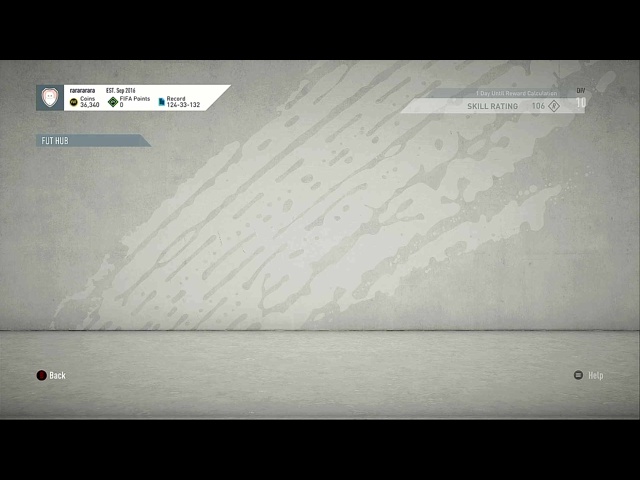 rarararara EST. Sep 2016
Coins FIFA Points Record
36,340 0 124-33-132
1 Day Until Reward Calculation
DIV
SKILL RATING 106
10
FUT HUB
Back
Help